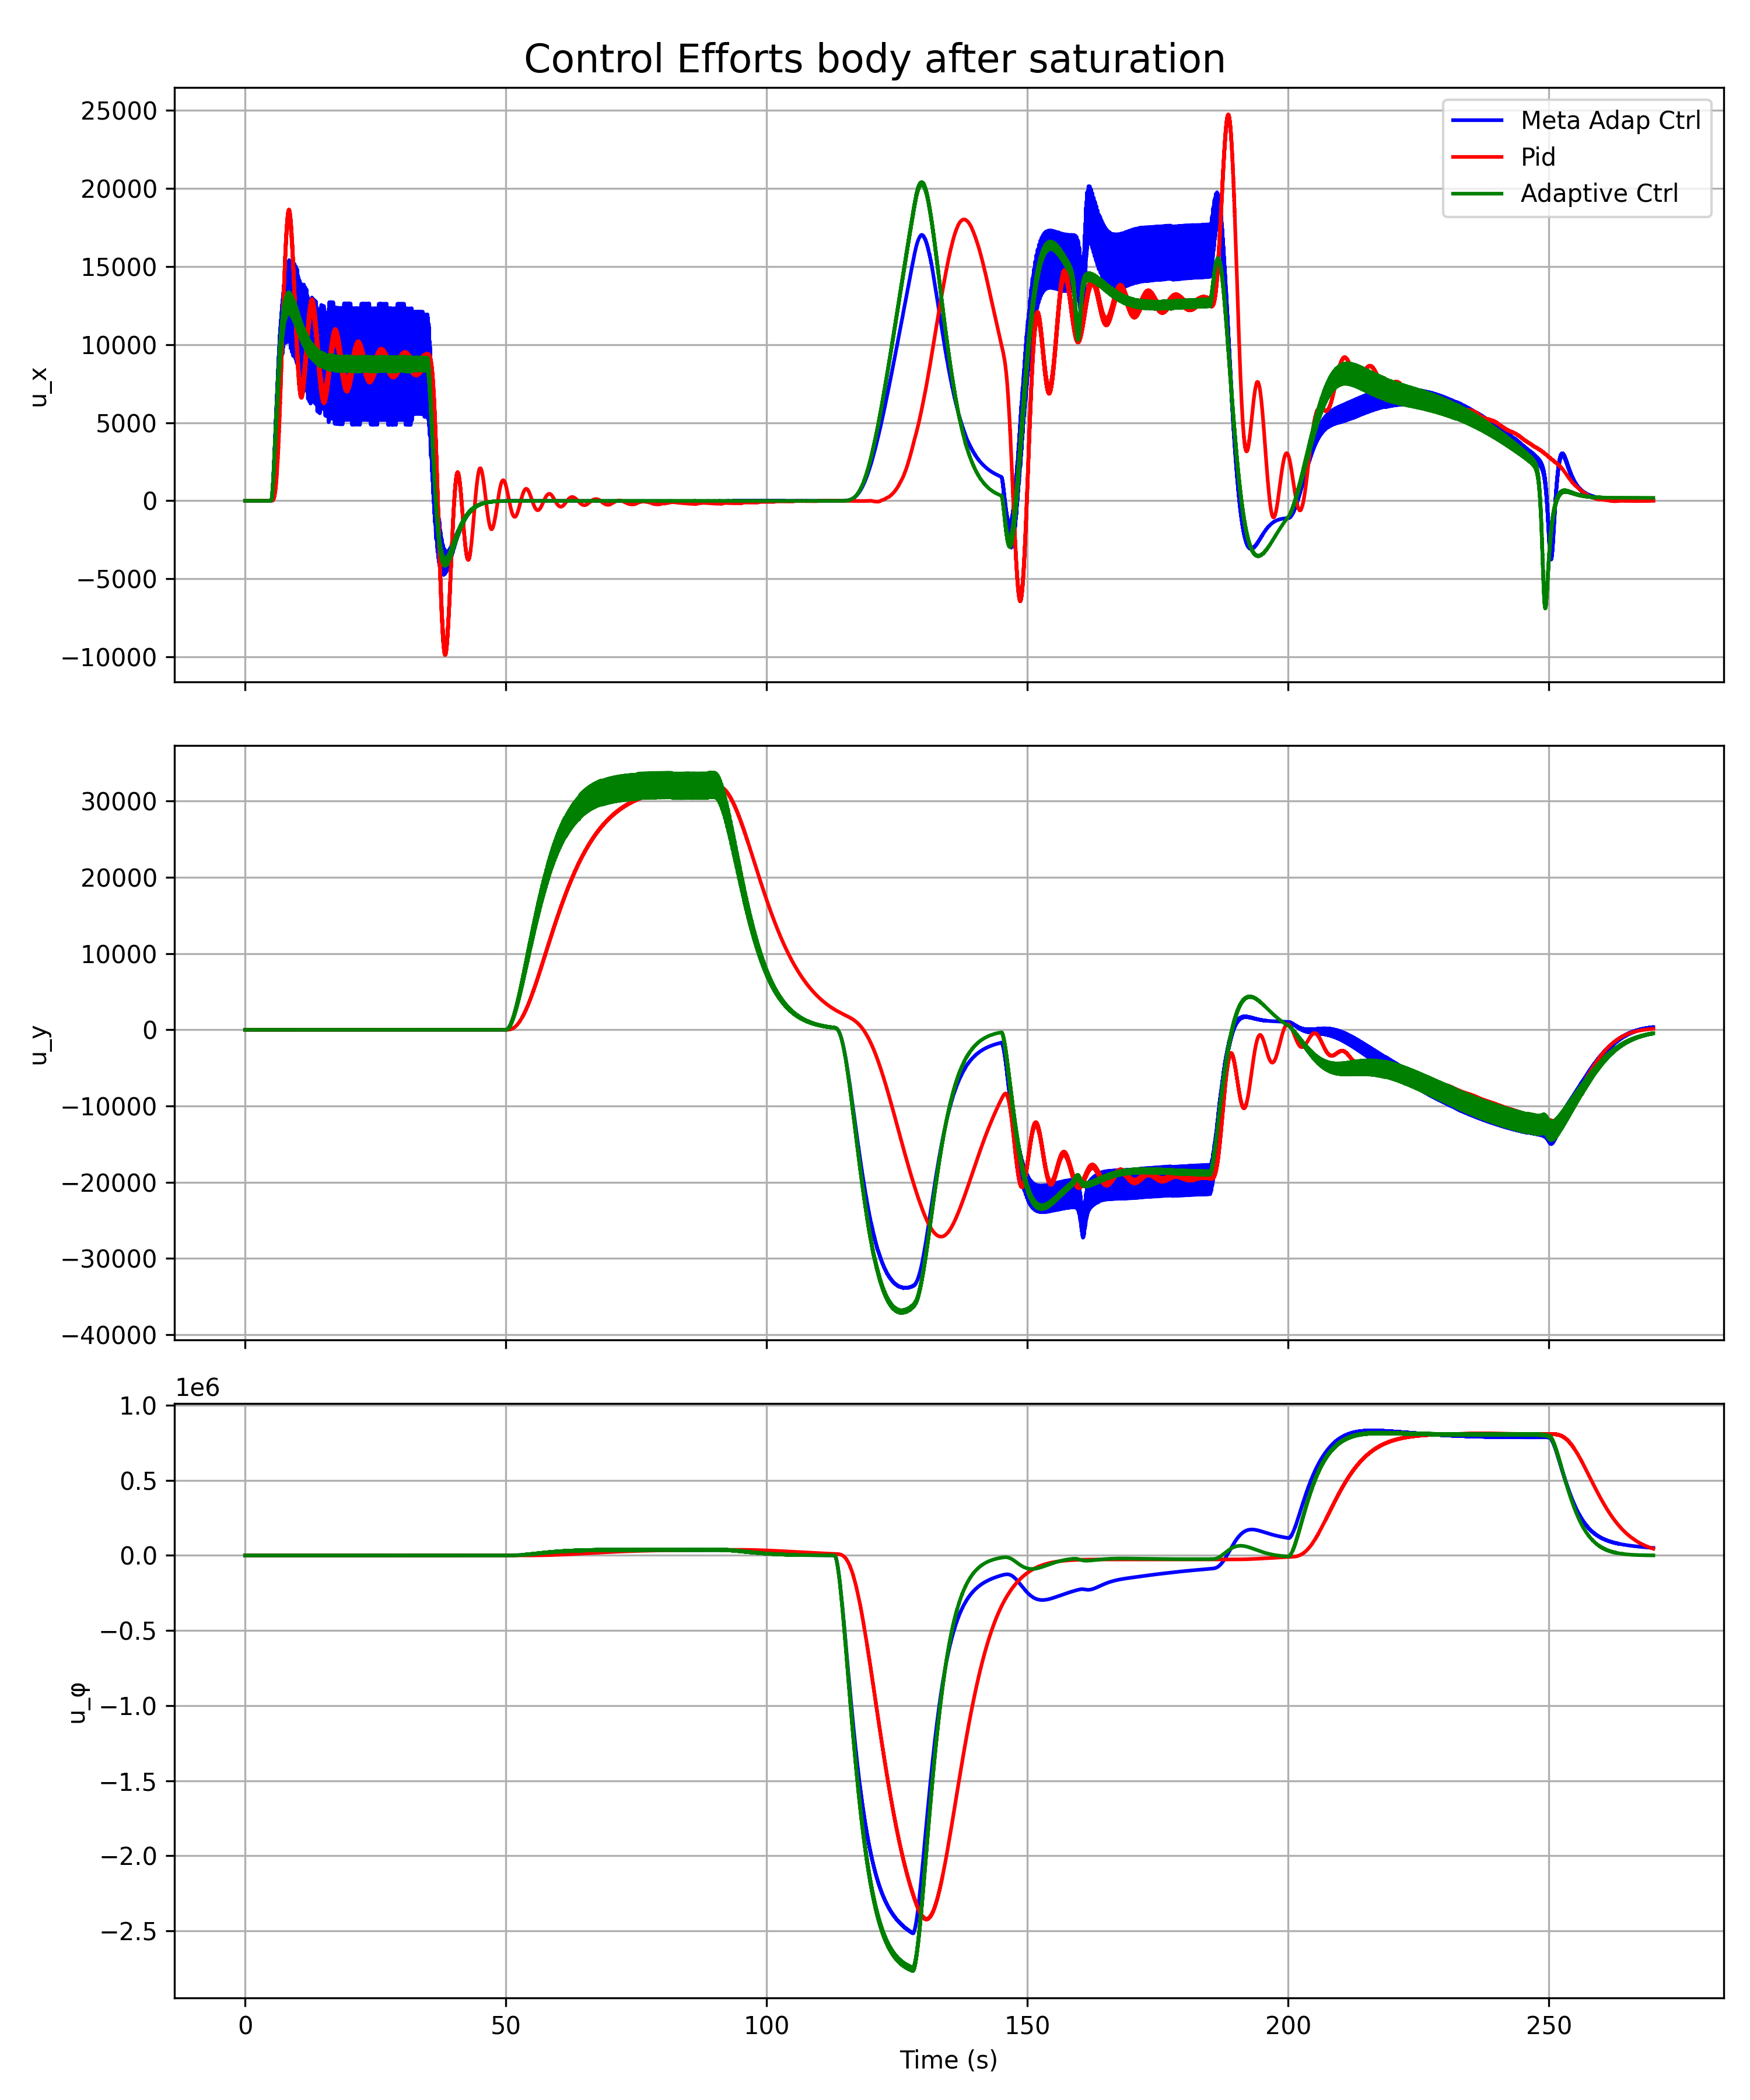 Control Efforts body after saturation
25000
20000
15000
10000
5000
0
−5000
−10000
u_x
Meta Adap Ctrl
Pid
Adaptive Ctrl
30000
20000
10000
0
−10000
−20000
−30000
−40000
u_y
1e6
1.0
0.5
0.0
−0.5
−1.0
−1.5
−2.0
−2.5
u_φ
0 50 100 150 200 250
Time (s)